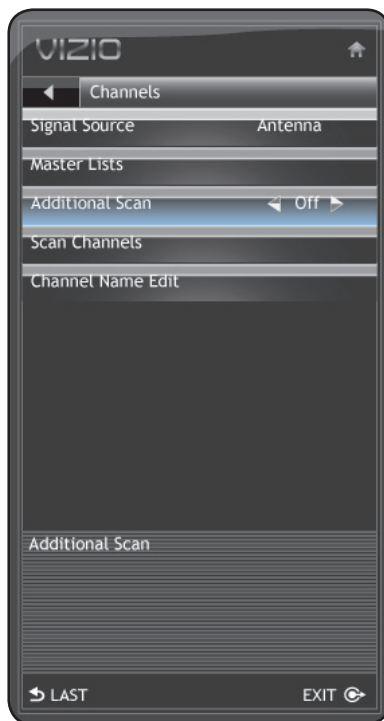 VIZIO
Channels
Signal Source Antenna
Master Lists
Additional Scan Off
Scan Channels
Channel Name Edit
Additional Scan
LAST EXIT